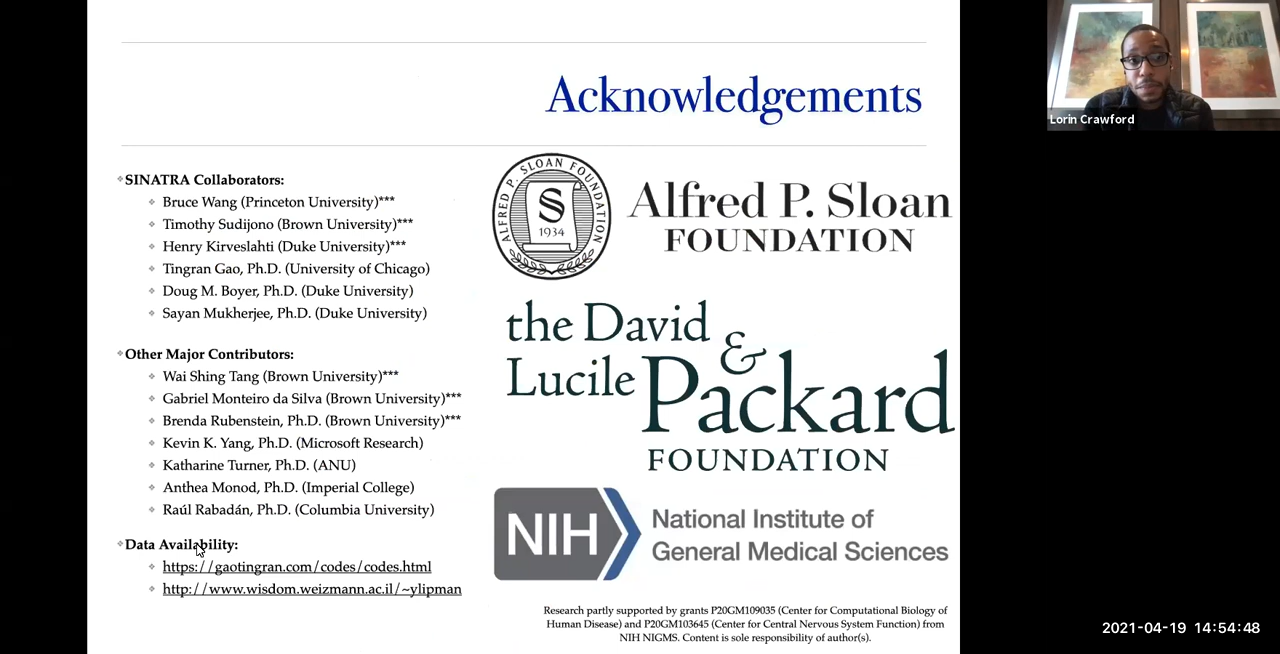 Acknowledgements
SINATRA Collaborators:
Bruce Wang (Princeton University)***
Timothy Sudijono (Brown University)***
Henry Kirveslahti (Duke University)***
Tingran Gao, Ph.D. (University of Chicago)
Doug M. Boyer, Ph.D. (Duke University)
Sayan Mukherjee, Ph.D. (Duke University)
Other Major Contributors:
Wai Shing Tang (Brown University)***
Gabriel Monteiro da Silva (Brown University)***
Brenda Rubenstein, Ph.D. (Brown University)***
Kevin K. Yang, Ph.D. (Microsoft Research)
Katharine Turner, Ph.D. (ANU)
Anthea Monod, Ph.D. (Imperial College)
Raúl Rabadán, Ph.D. (Columbia University)
Data Availability:
https://gaotingran.com/codes/codes.html
http://www.wisdom.weizmann.ac.il/~ylipman
ALFRED P. SLOAN FOUNDATION
S
1934
Alfred P. Sloan
FOUNDATION
the David
&
Lucile Packard
FOUNDATION
NIH
National Institute of
General Medical Sciences
Research partly supported by grants P20GM109035 (Center for Computational Biology of
Human Disease) and P20GM103645 (Center for Central Nervous System Function) from
NIH NIGMS. Content is sole responsibility of author(s).
Lorin Crawford
2021-04-19 14:54:48